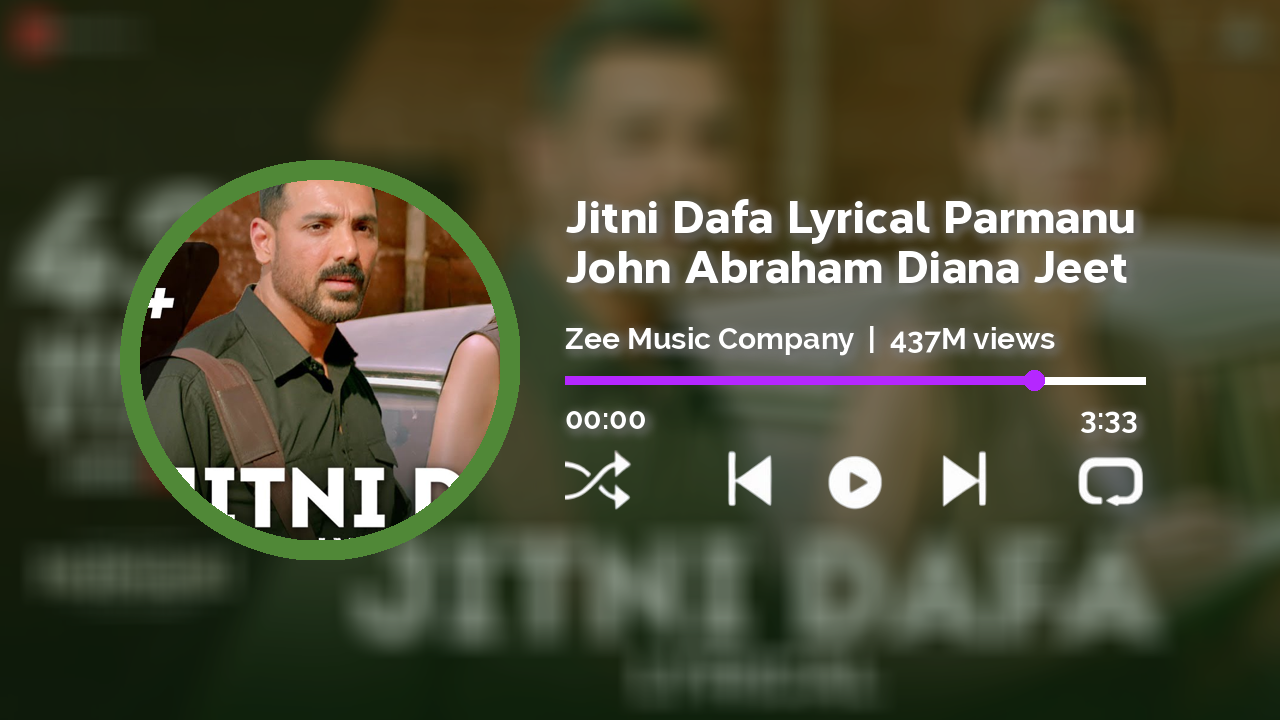 Jitni Dafa Lyrical Parmanu
John Abraham Diana Jeet
Zee Music Company | 437M views
00:00
3:33
+
JITNI D
JITNI DAFA
LYRICAL